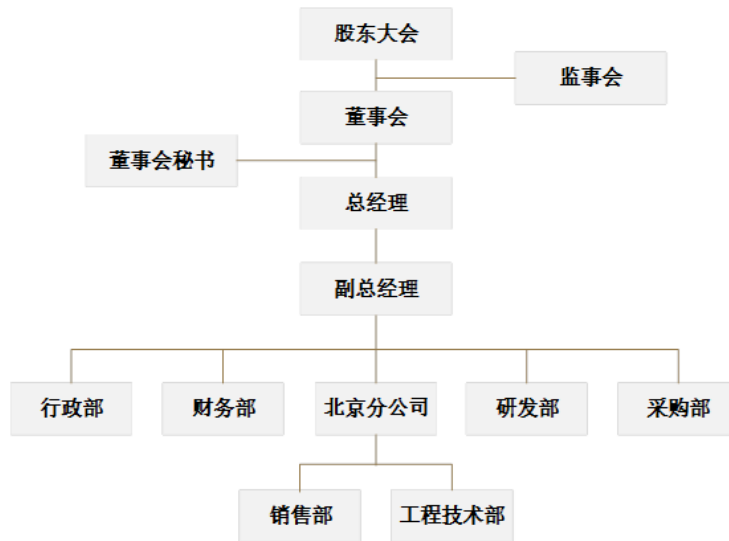 股东大会
监事会
董事会
董事会秘书
总经理
副总经理
行政部
财务部
北京分公司
研发部
采购部
销售部
工程技术部